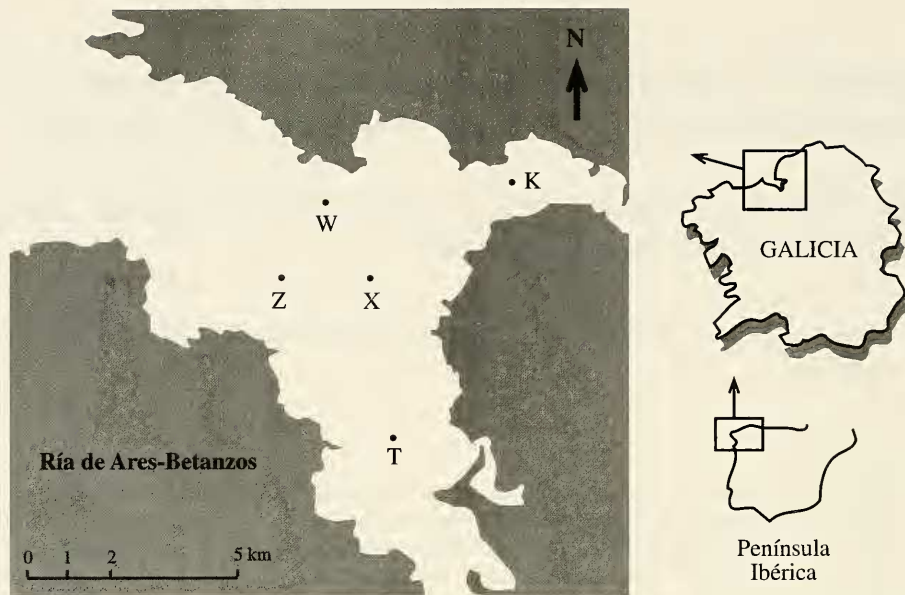 N
K
W
Z
X
T
Ría de Ares-Betanzos
0 1 2 5 km
GALICIA
Península
Ibérica